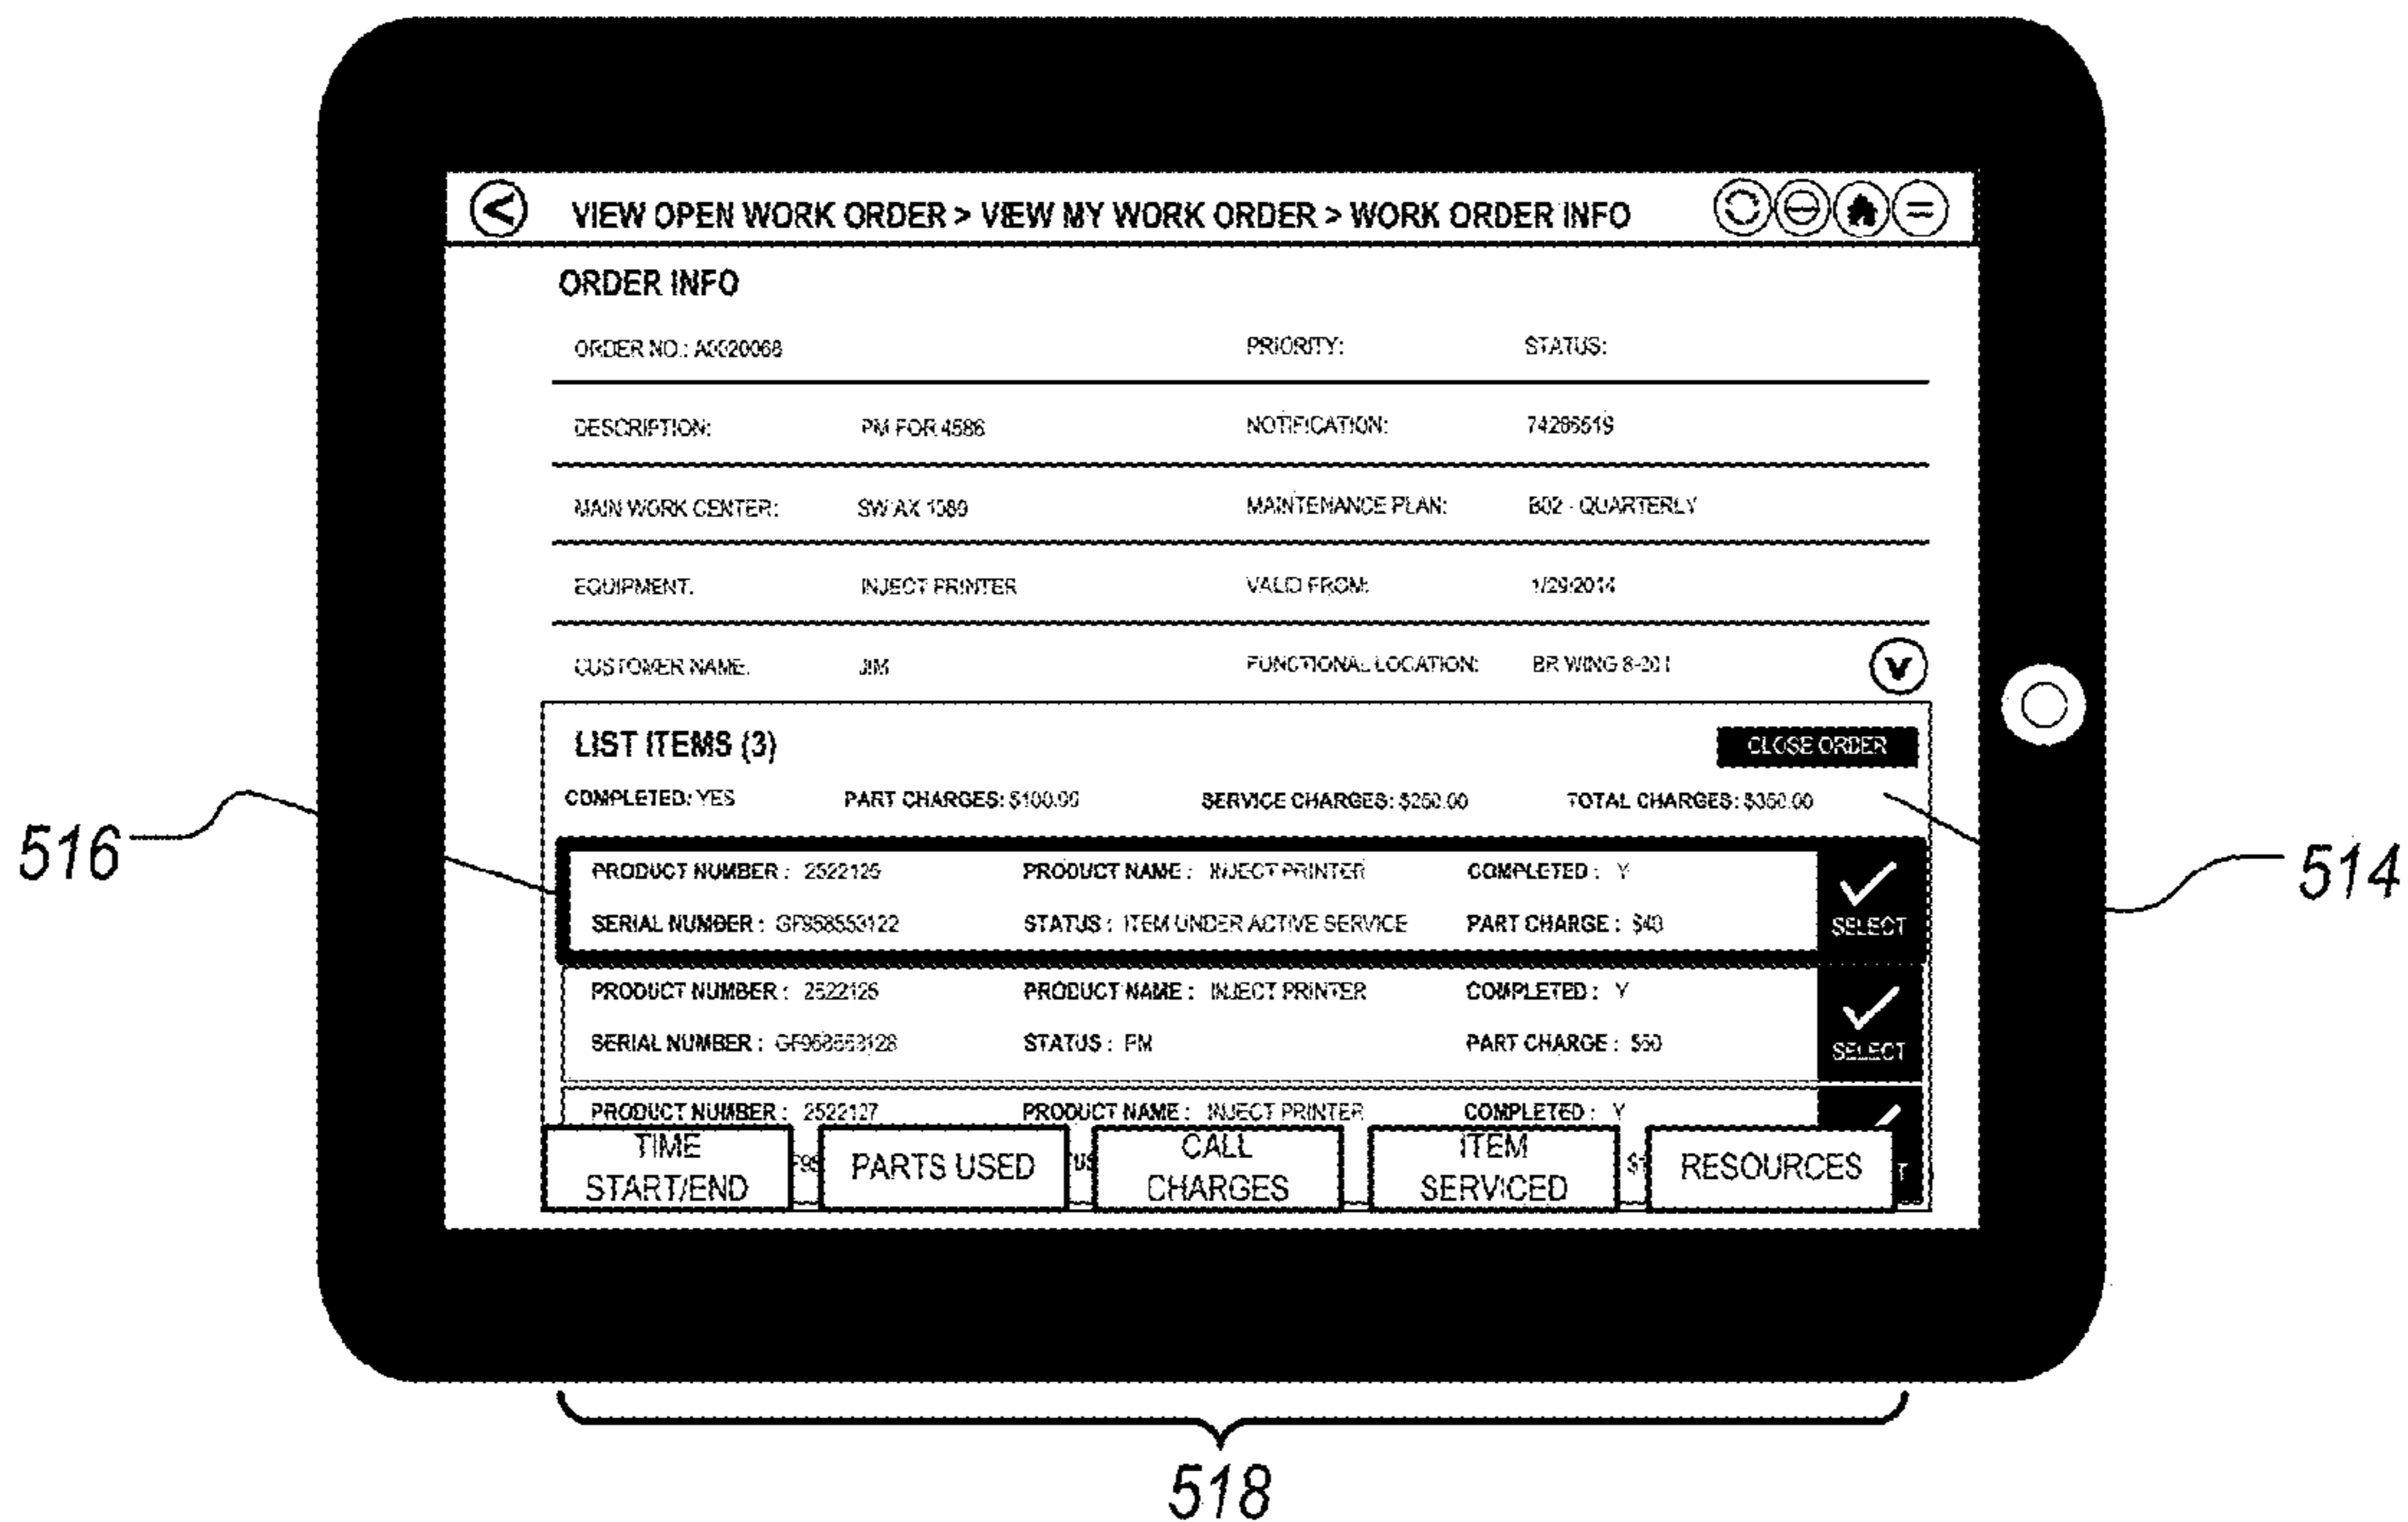 VIEW OPEN WORK ORDER > VIEW MY WORK ORDER > WORK ORDER INFO
ORDER INFO
ORDER NO.: A0020068 PRIORITY: STATUS:
DESCRIPTION: PM FOR 4586 NOTIFICATION: 74286519
MAIN WORK CENTER: SW AX 1589 MAINTENANCE PLAN: B02 - QUARTERLY
EQUIPMENT: INJECT PRINTER VALID FROM: 1/29/2014
CUSTOMER NAME: JIM FUNCTIONAL LOCATION: BR WING 8-201
LIST ITEMS (3) CLOSE ORDER
COMPLETED: YES PART CHARGES: $100.00 SERVICE CHARGES: $250.00 TOTAL CHARGES: $350.00
516
514
PRODUCT NUMBER : 2522125 PRODUCT NAME : INJECT PRINTER COMPLETED : Y
SERIAL NUMBER : GF958553122 STATUS : ITEM UNDER ACTIVE SERVICE PART CHARGE : $40 SELECT
PRODUCT NUMBER : 2522126 PRODUCT NAME : INJECT PRINTER COMPLETED : Y
SERIAL NUMBER : GF958553128 STATUS : PM PART CHARGE : $60 SELECT
PRODUCT NUMBER : 2522127 PRODUCT NAME : INJECT PRINTER COMPLETED : Y
TIME START/END PARTS USED CALL CHARGES ITEM SERVICED RESOURCES
518